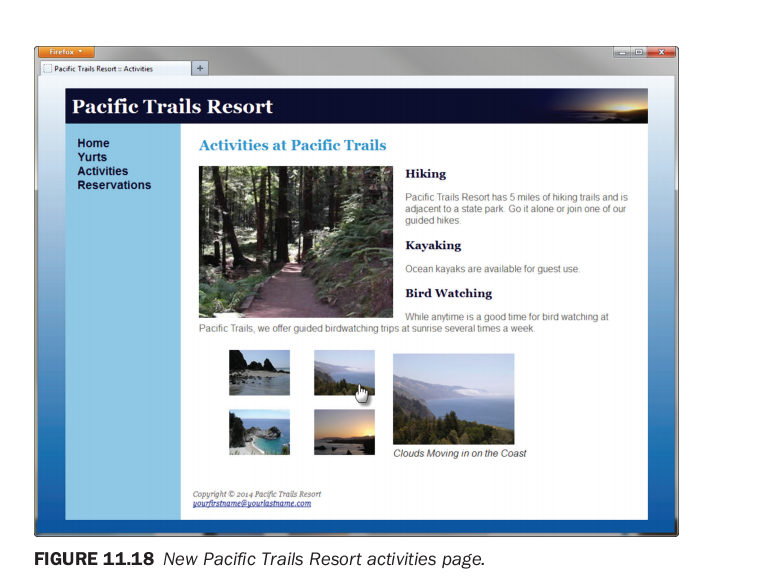 Firefox
Pacific Trails Resort :: Activities
+
Pacific Trails Resort
Home
Yurts
Activities
Reservations
Activities at Pacific Trails
Hiking
Pacific Trails Resort has 5 miles of hiking trails and is
adjacent to a state park. Go it alone or join one of our
guided hikes.
Kayaking
Ocean kayaks are available for guest use.
Bird Watching
While anytime is a good time for bird watching at
Pacific Trails, we offer guided birdwatching trips at sunrise several times a week.
Clouds Moving in on the Coast
Copyright © 2014 Pacific Trails Resort
yourfirstname@yourlastname.com
FIGURE 11.18 New Pacific Trails Resort activities page.